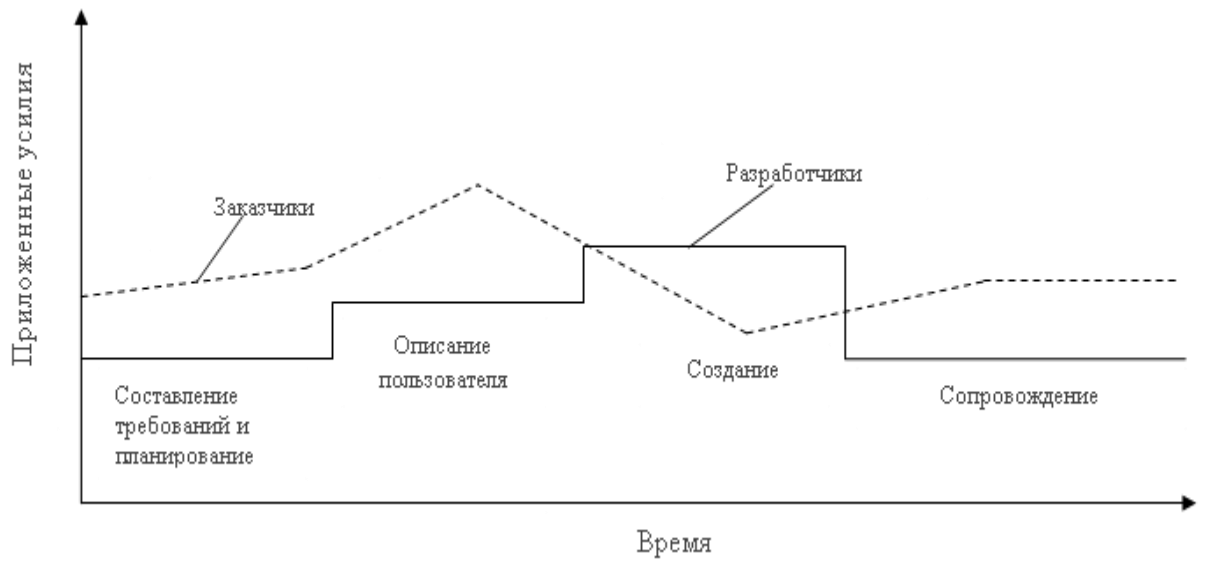 Приложенные усилия
Заказчики
Разработчики
Описание
пользователя
Создание
Составление
требований и
планирование
Сопровождение
Время